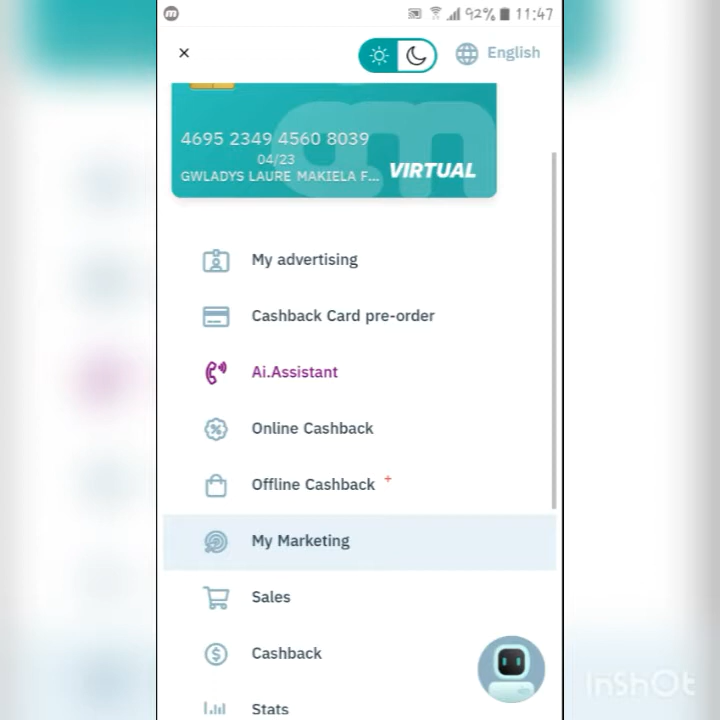 m 92% 11:47
× English
4695 2349 4560 8039
04/23
GWLADYS LAURE MAKIELA F... VIRTUAL
My advertising
Cashback Card pre-order
Ai.Assistant
Online Cashback
Offline Cashback +
My Marketing
Sales
Cashback
Stats
InShOt